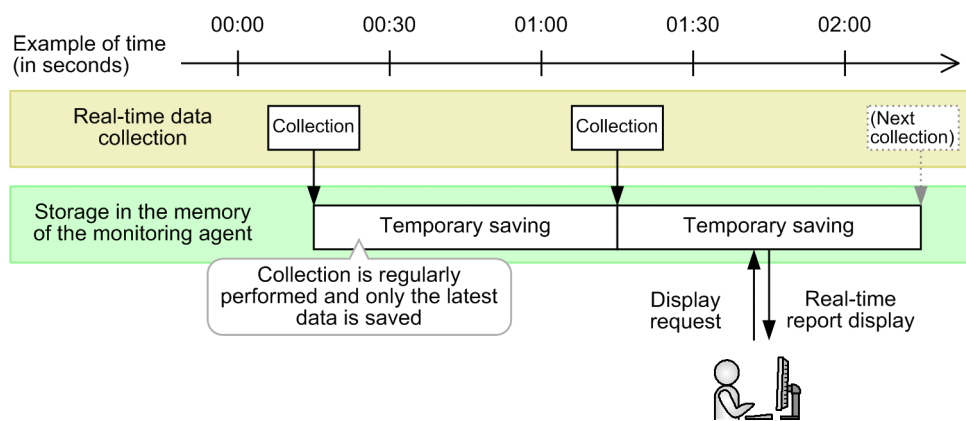 00:00 00:30 01:00 01:30 02:00
Example of time
(in seconds)
Real-time data
collection
Collection
Collection
(Next
collection)
Storage in the memory
of the monitoring agent
Temporary saving
Temporary saving
Collection is regularly
performed and only the latest
data is saved
Display
request
Real-time
report display